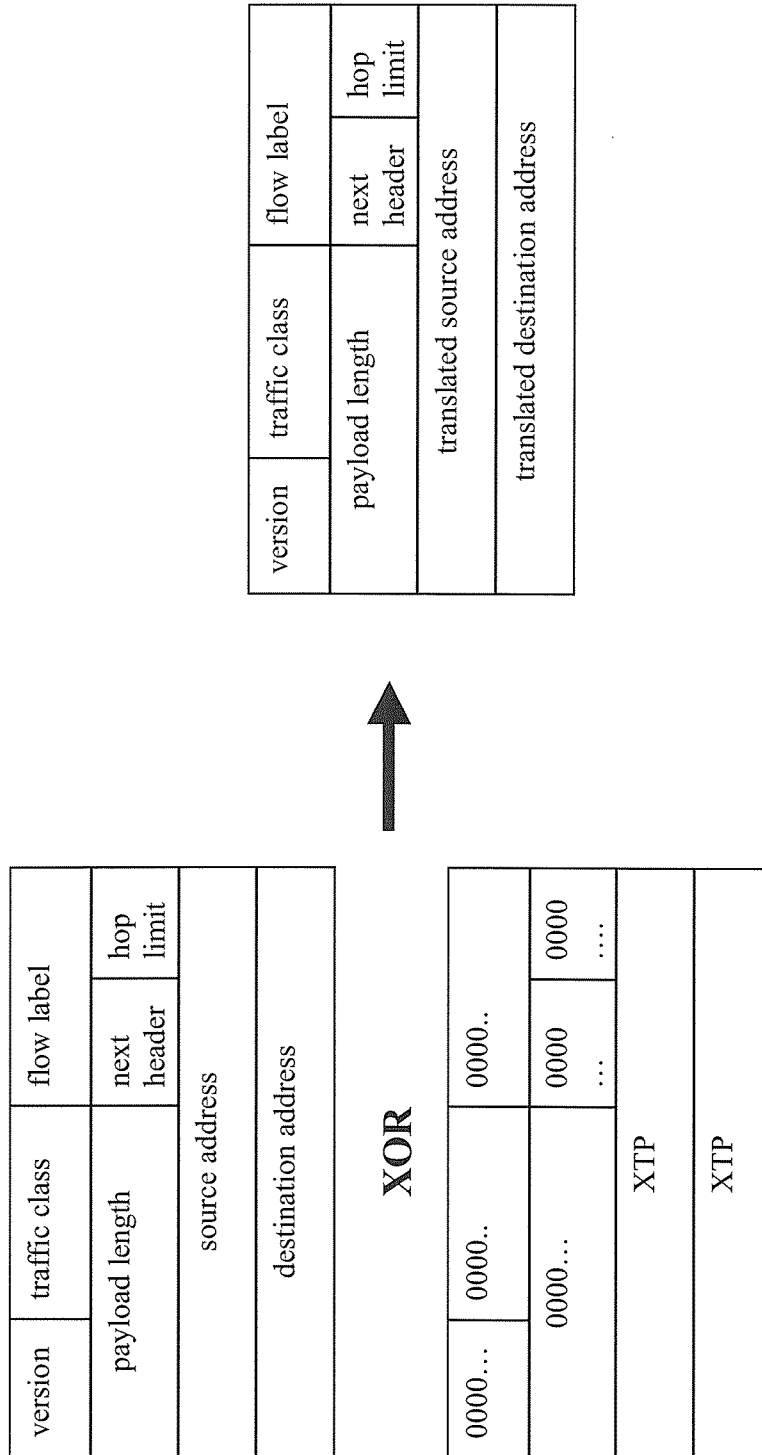 version traffic class flow label
payload length next header hop limit
source address
destination address
XOR
0000... 0000.. 0000..
0000... 0000 ... 0000 ....
XTP
XTP
version traffic class flow label
payload length next header hop limit
translated source address
translated destination address